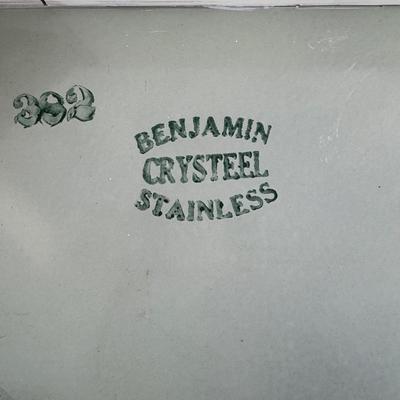 392
BENJAMIN
CRYSTEEL
STAINLESS